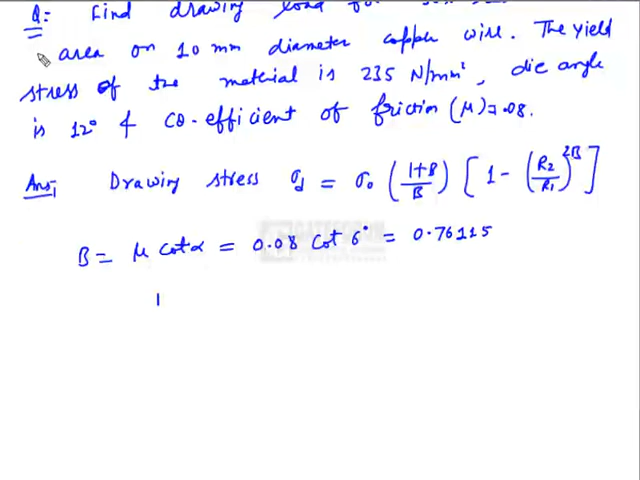 Q:- Find drawing load for
area on 10 mm diameter copper wire. The yield
stress of the material is 235 N/mm², die angle
is 12° & co-efficient of friction (μ)=.08.
Ans, Drawing stress σd = σ₀ ((1+B)/B) [1 - (R2/R1)^2B]
B = μ cotα = 0.08 cot 6° = 0.76115